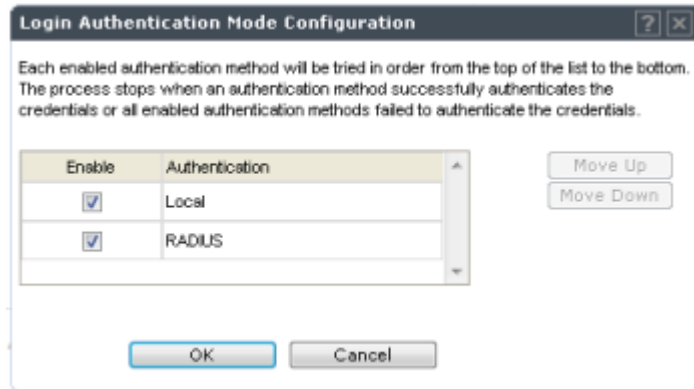 Login Authentication Mode Configuration
Each enabled authentication method will be tried in order from the top of the list to the bottom.
The process stops when an authentication method successfully authenticates the
credentials or all enabled authentication methods failed to authenticate the credentials.
Enable Authentication
Local
RADIUS
Move Up
Move Down
OK Cancel